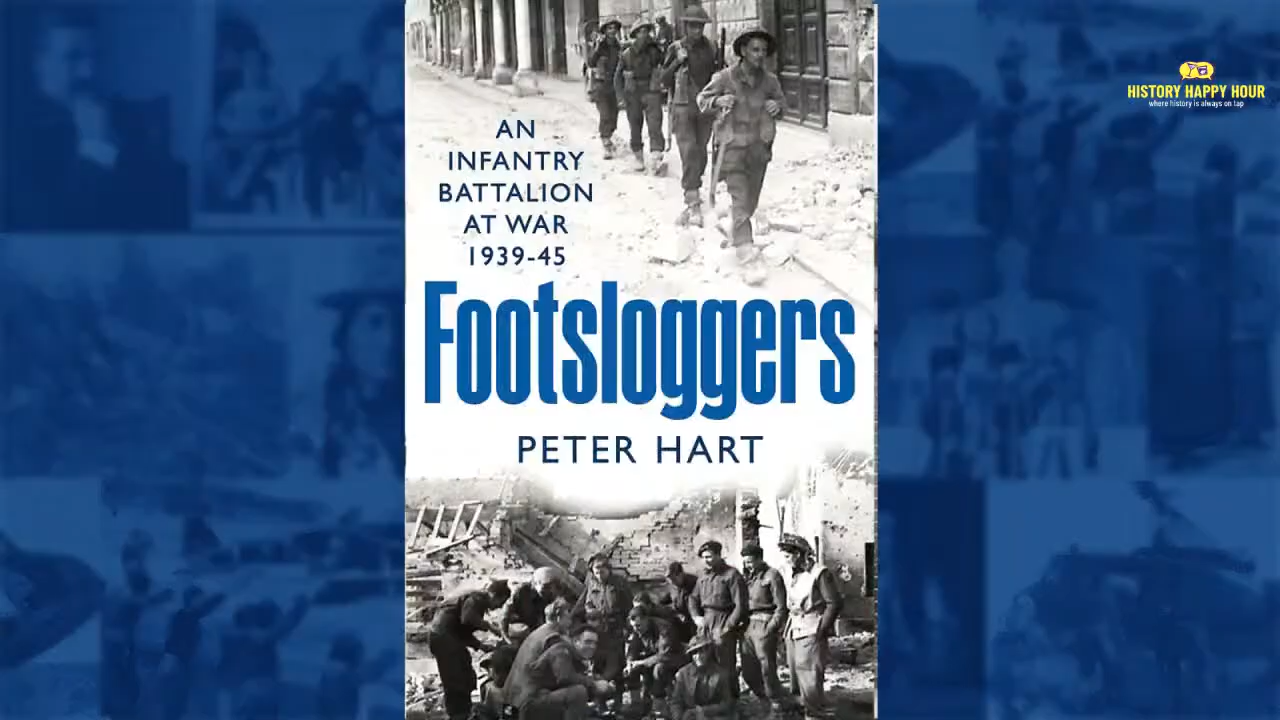 AN
INFANTRY
BATTALION
AT WAR
1939-45
Footsloggers
PETER HART
HISTORY HAPPY HOUR
where history is always on tap